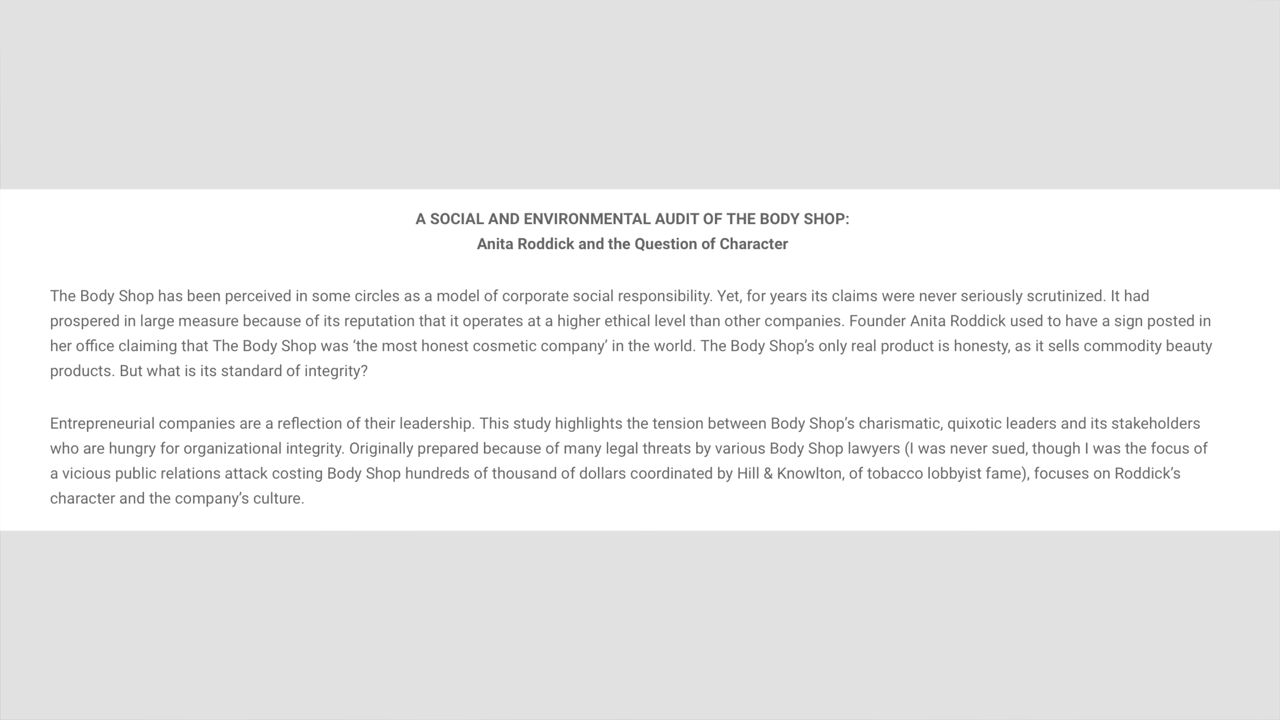 A SOCIAL AND ENVIRONMENTAL AUDIT OF THE BODY SHOP:
Anita Roddick and the Question of Character
The Body Shop has been perceived in some circles as a model of corporate social responsibility. Yet, for years its claims were never seriously scrutinized. It had
prospered in large measure because of its reputation that it operates at a higher ethical level than other companies. Founder Anita Roddick used to have a sign posted in
her office claiming that The Body Shop was ‘the most honest cosmetic company’ in the world. The Body Shop’s only real product is honesty, as it sells commodity beauty
products. But what is its standard of integrity?
Entrepreneurial companies are a reflection of their leadership. This study highlights the tension between Body Shop’s charismatic, quixotic leaders and its stakeholders
who are hungry for organizational integrity. Originally prepared because of many legal threats by various Body Shop lawyers (I was never sued, though I was the focus of
a vicious public relations attack costing Body Shop hundreds of thousand of dollars coordinated by Hill & Knowlton, of tobacco lobbyist fame), focuses on Roddick’s
character and the company’s culture.